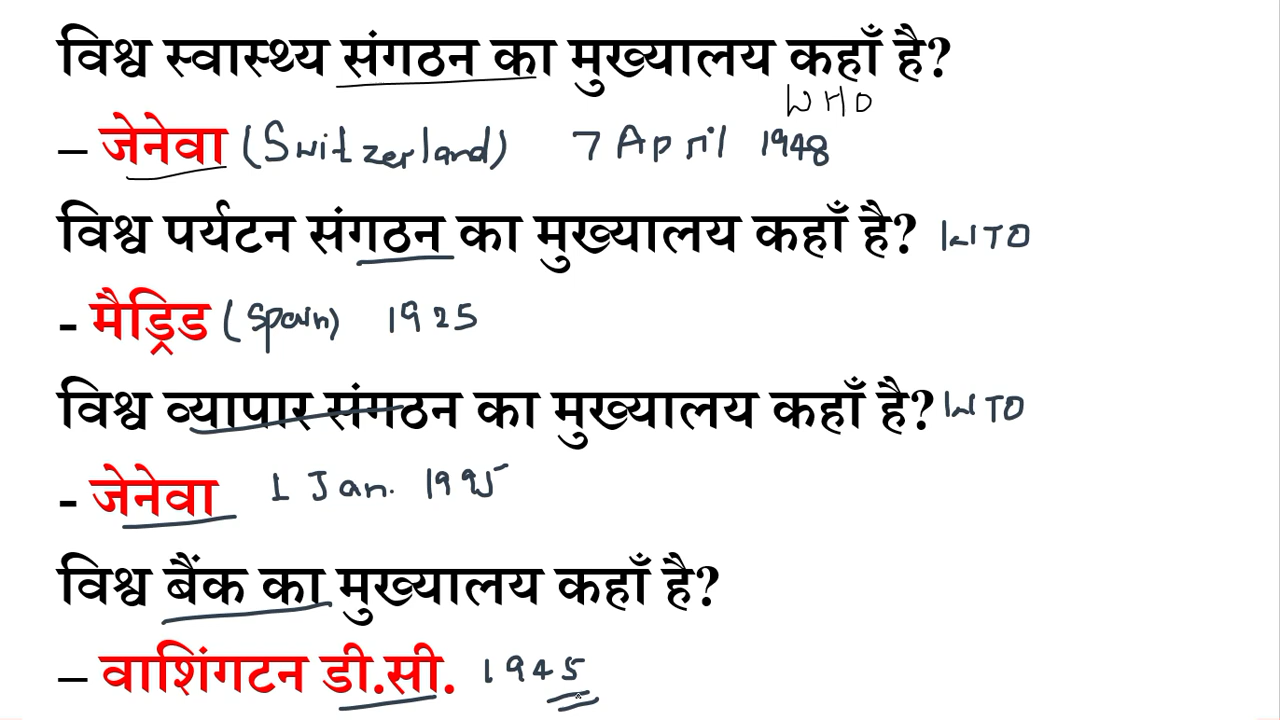 विश्व स्वास्थ्य संगठन का मुख्यालय कहाँ है?
WHO
– जेनेवा (Switzerland) 7 April 1948
विश्व पर्यटन संगठन का मुख्यालय कहाँ है? WTO
- मैड्रिड (Spain) 1925
विश्व व्यापार संगठन का मुख्यालय कहाँ है? WTO
- जेनेवा 1 Jan. 1995
विश्व बैंक का मुख्यालय कहाँ है?
– वाशिंगटन डी.सी. 1945